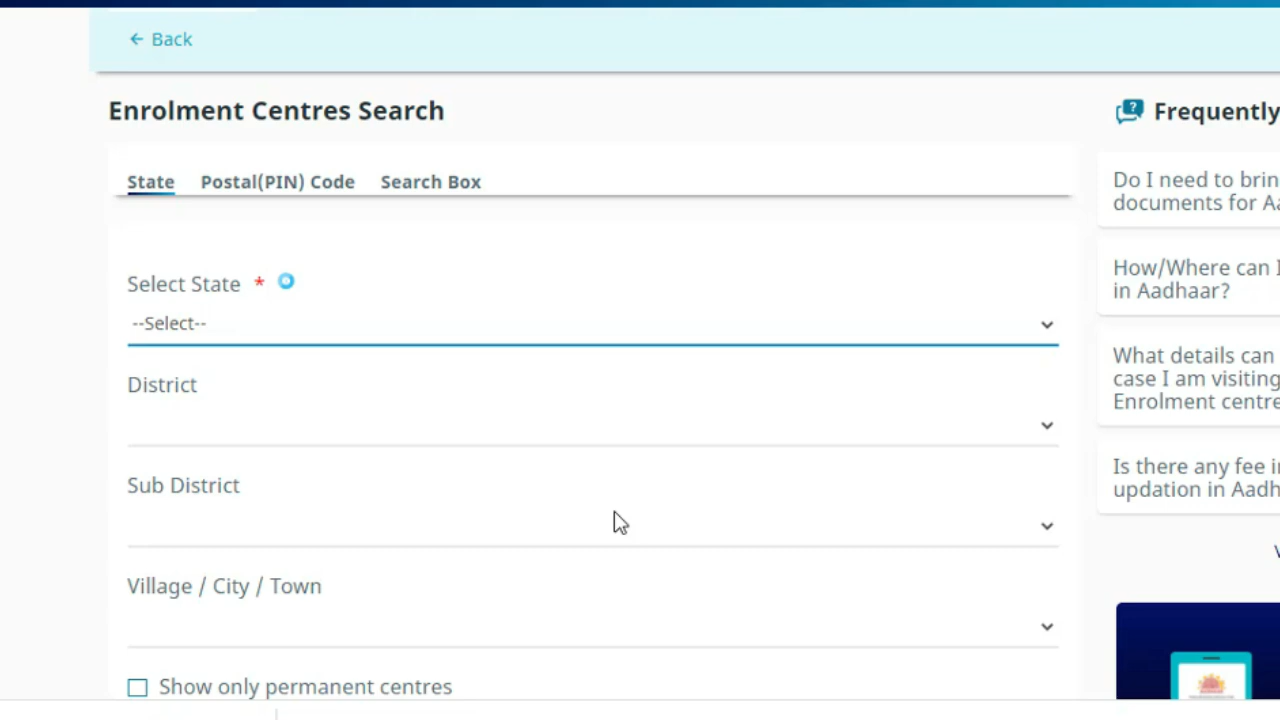 ← Back
Enrolment Centres Search
State Postal(PIN) Code Search Box
Select State *
--Select--
District
Sub District
Village / City / Town
Show only permanent centres
Frequently
Do I need to brin
documents for Aa
How/Where can I
in Aadhaar?
What details can
case I am visiting
Enrolment centre
Is there any fee i
updation in Aadh